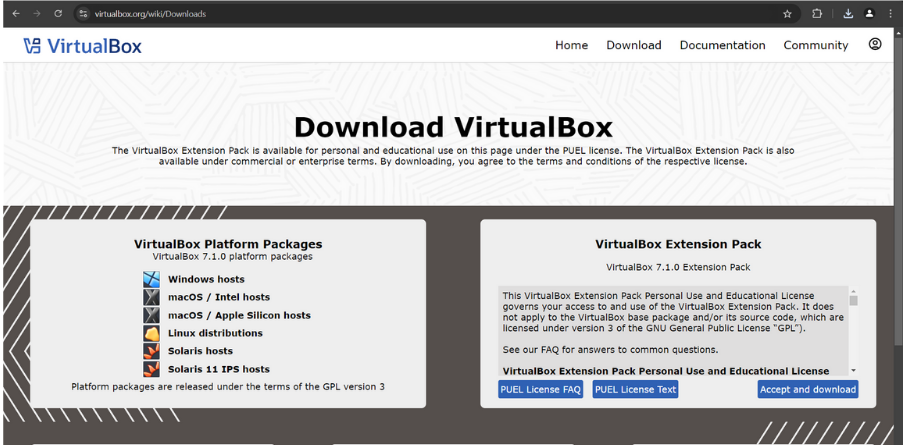 virtualbox.org/wiki/Downloads
VirtualBox
Home Download Documentation Community
Download VirtualBox
The VirtualBox Extension Pack is available for personal and educational use on this page under the PUEL license. The VirtualBox Extension Pack is also
available under commercial or enterprise terms. By downloading, you agree to the terms and conditions of the respective license.
VirtualBox Platform Packages
VirtualBox 7.1.0 platform packages
Windows hosts
macOS / Intel hosts
macOS / Apple Silicon hosts
Linux distributions
Solaris hosts
Solaris 11 IPS hosts
Platform packages are released under the terms of the GPL version 3
VirtualBox Extension Pack
VirtualBox 7.1.0 Extension Pack
This VirtualBox Extension Pack Personal Use and Educational License
governs your access to and use of the VirtualBox Extension Pack. It does
not apply to the VirtualBox base package and/or its source code, which are
licensed under version 3 of the GNU General Public License “GPL”).
See our FAQ for answers to common questions.
VirtualBox Extension Pack Personal Use and Educational License
PUEL License FAQ PUEL License Text Accept and download